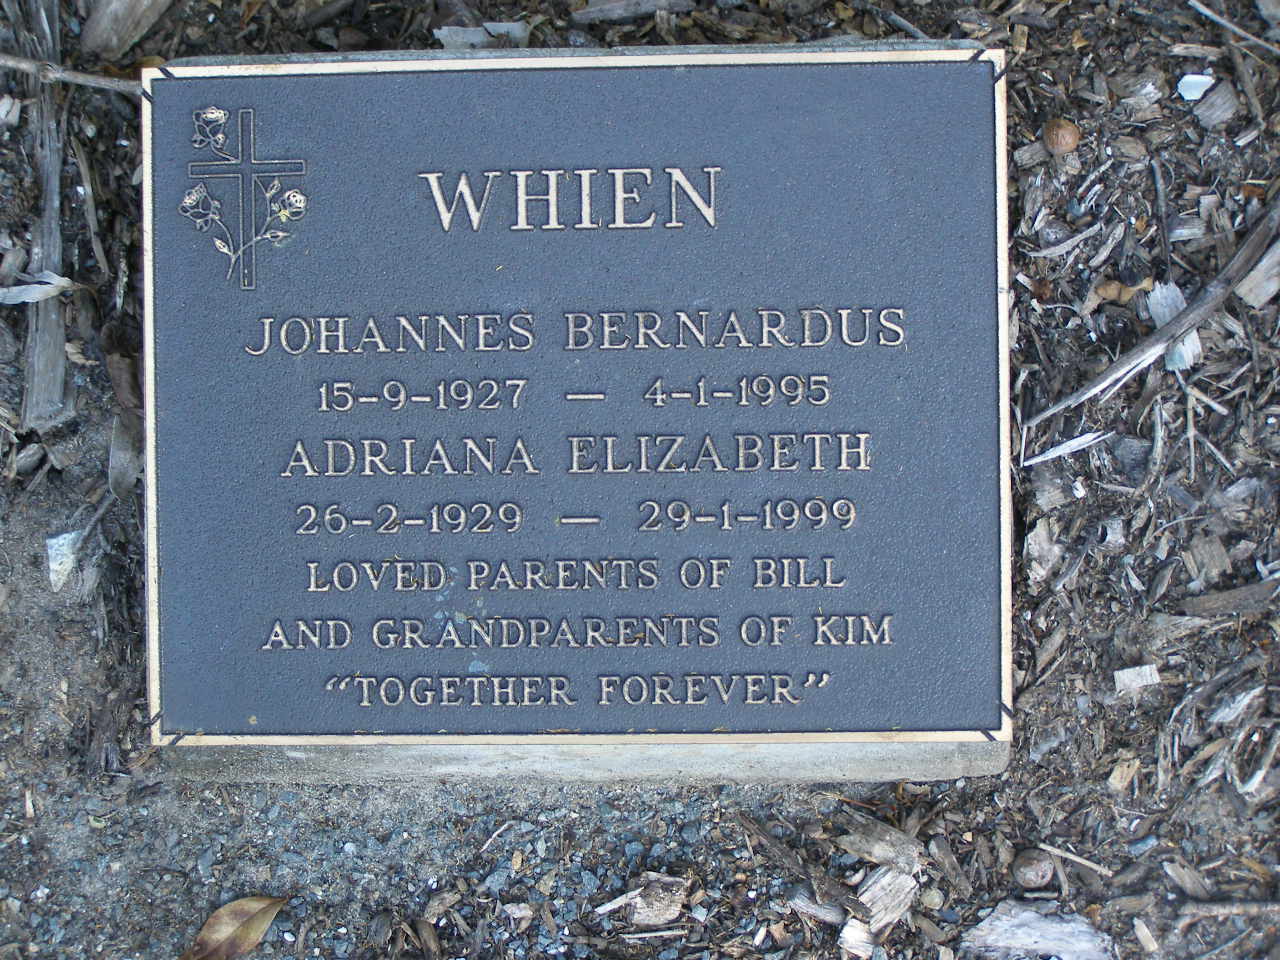 WHIEN
JOHANNES BERNARDUS
15-9-1927 — 4-1-1995
ADRIANA ELIZABETH
26-2-1929 — 29-1-1999
LOVED PARENTS OF BILL
AND GRANDPARENTS OF KIM
“TOGETHER FOREVER”